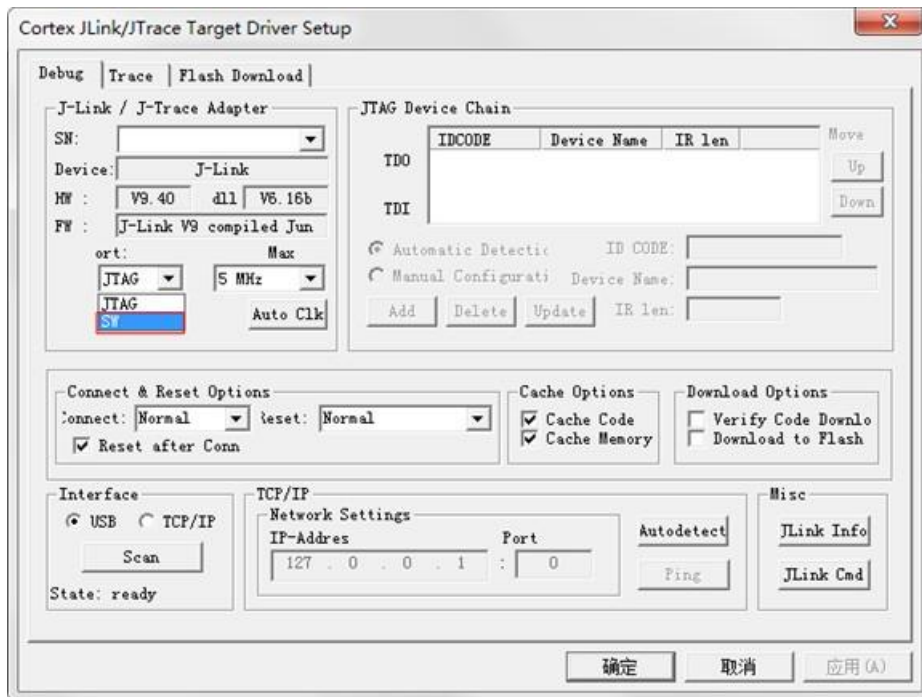 Cortex JLink/JTrace Target Driver Setup
Debug Trace Flash Download
J-Link / J-Trace Adapter
SN:
Device: J-Link
HW : V9.40 dll V6.16b
FW : J-Link V9 compiled Jun
ort: Max
JTAG 5 MHz
JTAG
SW
Auto Clk
JTAG Device Chain
IDCODE Device Name IR len
Move
TDO
Up
TDI
Down
Automatic Detectic ID CODE:
Manual Configurati Device Name:
Add Delete Update IR len:
Connect & Reset Options
Connect: Normal Reset: Normal
Reset after Conn
Cache Options
Cache Code
Cache Memory
Download Options
Verify Code Downlo
Download to Flash
Interface
USB TCP/IP
Scan
State: ready
TCP/IP
Network Settings
IP-Addres Port
127 . 0 . 0 . 1 : 0
Autodetect
Ping
Misc
JLink Info
JLink Cmd
确定 取消 应用(A)